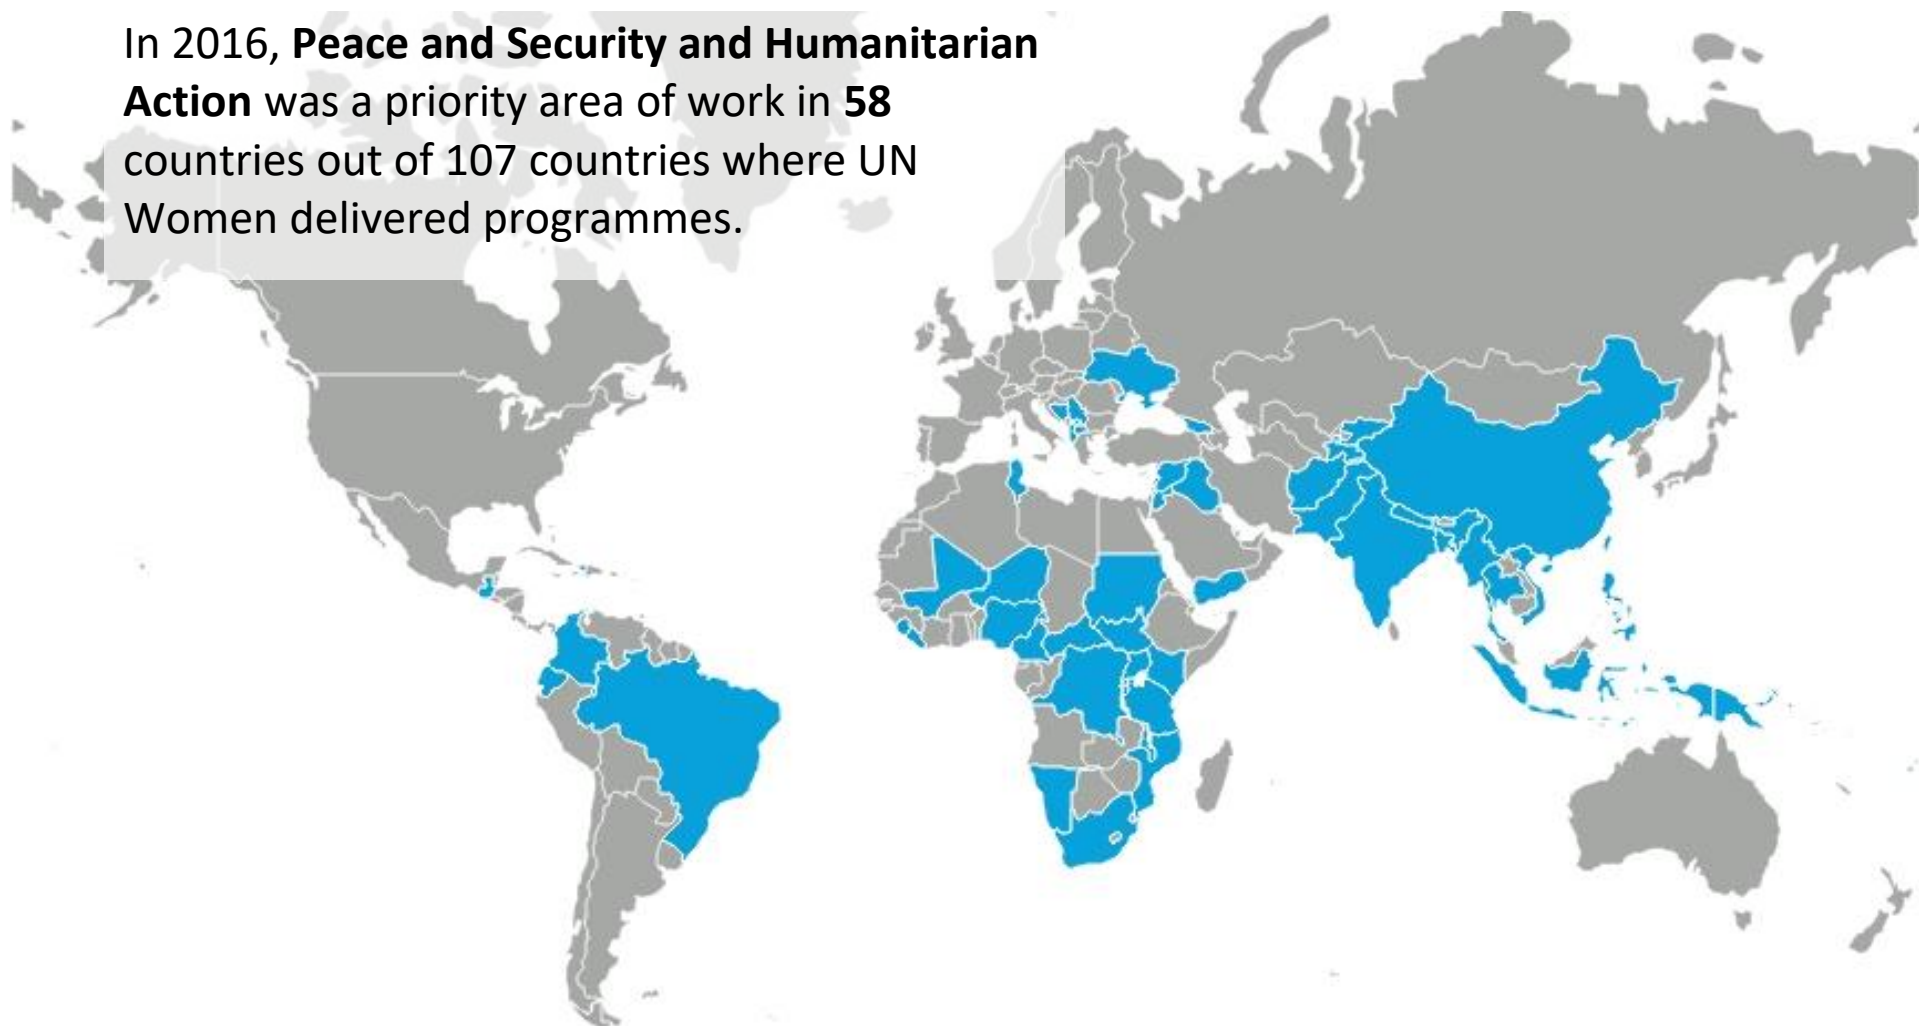 In 2016, Peace and Security and Humanitarian
Action was a priority area of work in 58
countries out of 107 countries where UN
Women delivered programmes.